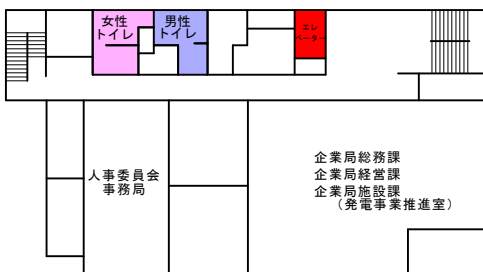 女性
トイレ
男性
トイレ
エレ
ベーター
人事委員会
事務局
企業局総務課
企業局経営課
企業局施設課
（発電事業推進室）